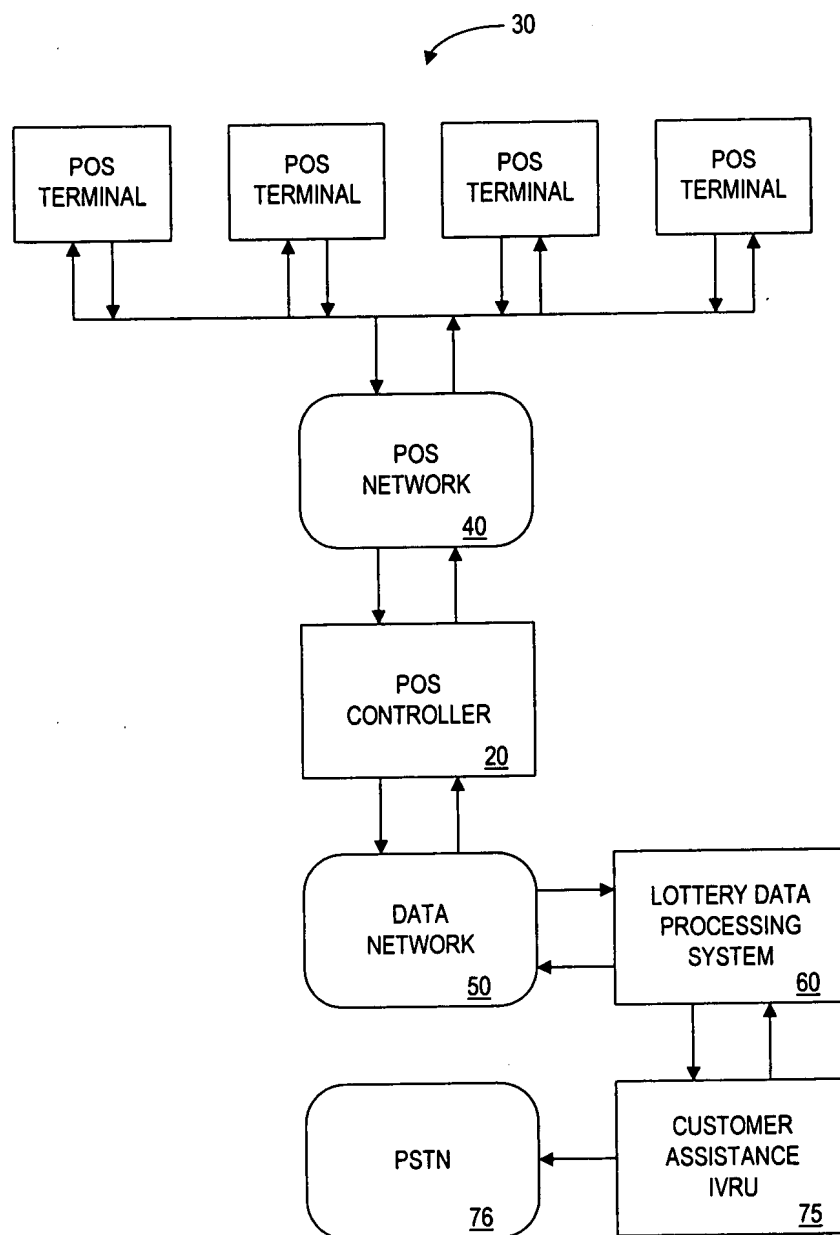 30
POS
TERMINAL
POS
TERMINAL
POS
TERMINAL
POS
TERMINAL
POS
NETWORK
40
POS
CONTROLLER
20
DATA
NETWORK
50
LOTTERY DATA
PROCESSING
SYSTEM
60
PSTN
76
CUSTOMER
ASSISTANCE
IVRU
75